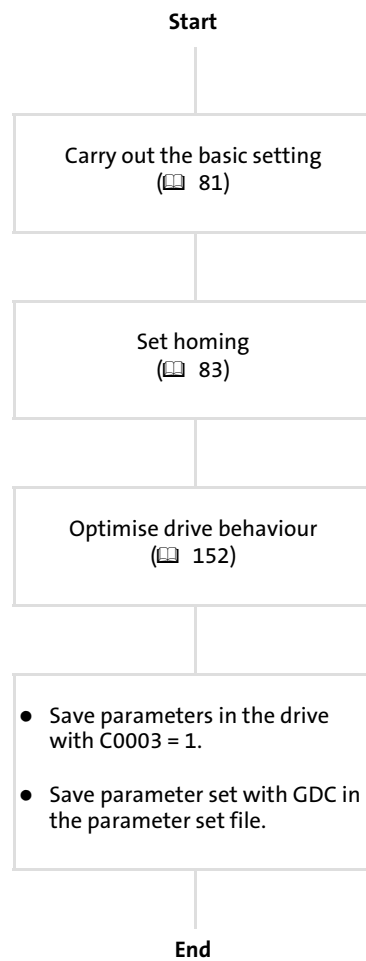 Start
Carry out the basic setting
(🕮 81)
Set homing
(🕮 83)
Optimise drive behaviour
(🕮 152)
● Save parameters in the drive
with C0003 = 1.
● Save parameter set with GDC in
the parameter set file.
End